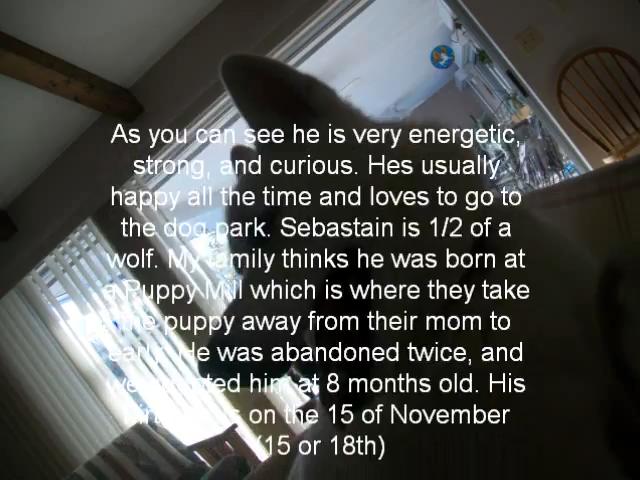 As you can see he is very energetic,
strong, and curious. Hes usually
happy all the time and loves to go to
the dog park. Sebastain is 1/2 of a
wolf. My family thinks he was born at
a Puppy Mill which is where they take
the puppy away from their mom to
early. He was abandoned twice, and
we him at 8 months old. His
on the 15 of November
(15 or 18th)